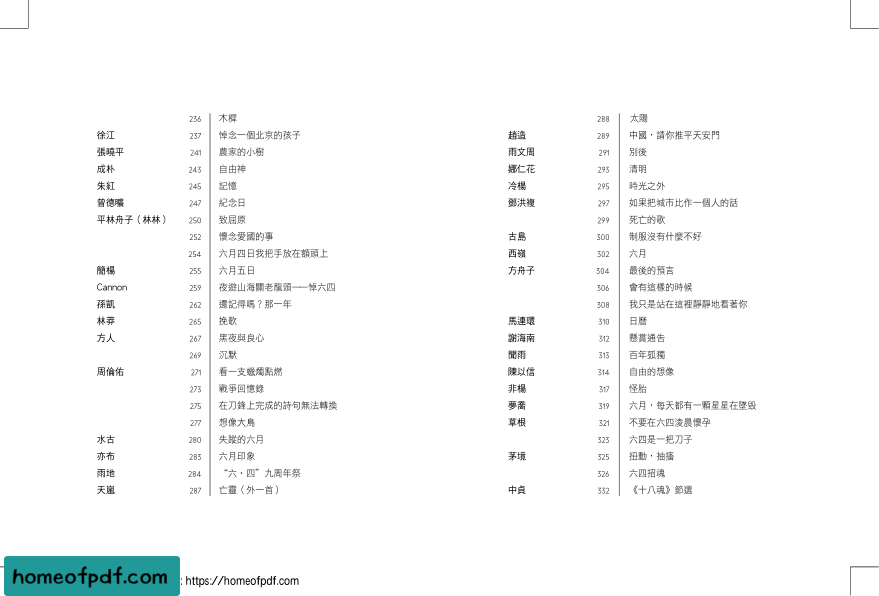 236 木樨
徐江 237 悼念一個北京的孩子
張曉平 241 農家的小樹
成朴 243 自由神
朱紅 245 記憶
曾德曠 247 紀念日
平林舟子（林林） 250 致屈原
252 懷念愛國的事
254 六月四日我把手放在額頭上
簡楊 255 六月五日
Cannon 259 夜遊山海關老龍頭——悼六四
孫凱 262 還記得嗎？那一年
林莽 265 挽歌
方人 267 黑夜與良心
269 沉默
周倫佑 271 看一支蠟燭點燃
273 戰爭回憶錄
275 在刀鋒上完成的詩句無法轉換
277 想像大鳥
水古 280 失蹤的六月
亦布 283 六月印象
雨地 284 “六・四”九周年祭
天嵐 287 亡靈（外一首）
288 太陽
趙造 289 中國，請你推平天安門
雨文周 291 別後
娜仁花 293 清明
冷楊 295 時光之外
鄧洪複 297 如果把城市比作一個人的話
299 死亡的歌
古島 300 制服沒有什麼不好
西嶺 302 六月
方舟子 304 最後的預言
306 會有這樣的時候
308 我只是站在這裡靜靜地看著你
馬連環 310 日曆
謝海南 312 懸賞通告
聞雨 313 百年孤獨
陳以信 314 自由的想像
非楊 317 怪胎
夢喬 319 六月，每天都有一顆星星在墜毀
草根 321 不要在六四淩晨懷孕
323 六四是一把刀子
茅境 325 扭動，抽搐
326 六四招魂
中貞 332 《十八魂》節選
homeofpdf.com : https://homeofpdf.com